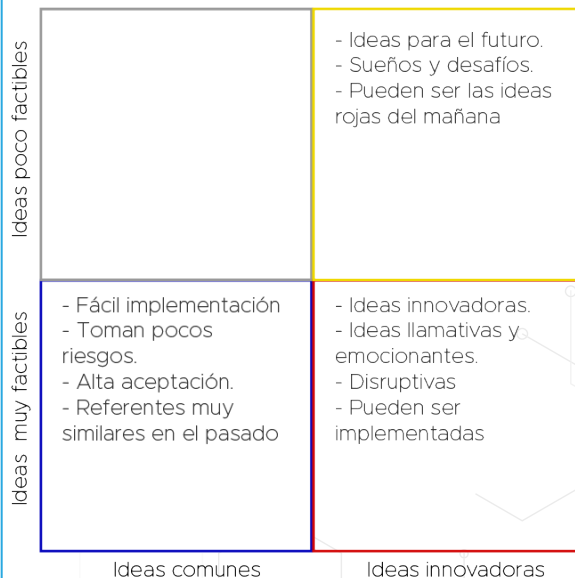 Ideas poco factibles
- Ideas para el futuro.
- Sueños y desafíos.
- Pueden ser las ideas
rojas del mañana
Ideas muy factibles
- Fácil implementación
- Toman pocos
riesgos.
- Alta aceptación.
- Referentes muy
similares en el pasado
- Ideas innovadoras.
- Ideas llamativas y
emocionantes.
- Disruptivas
- Pueden ser
implementadas
Ideas comunes
Ideas innovadoras